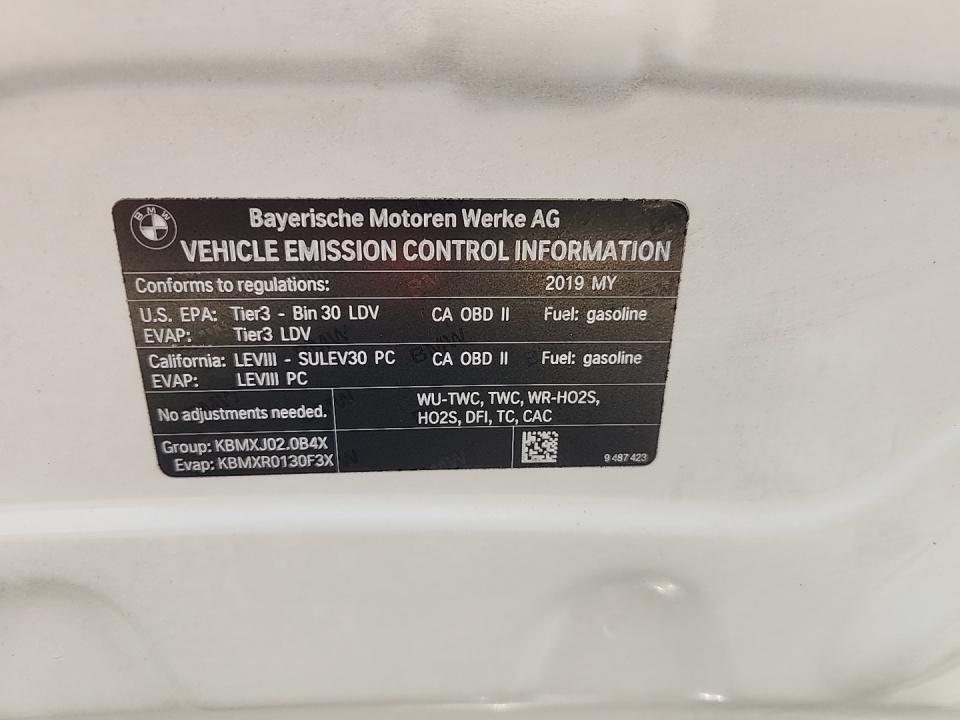 BMW
Bayerische Motoren Werke AG
VEHICLE EMISSION CONTROL INFORMATION
Conforms to regulations: 2019 MY
U.S. EPA: Tier3 - Bin 30 LDV CA OBD II Fuel: gasoline
EVAP: Tier3 LDV
California: LEVIII - SULEV30 PC CA OBD II Fuel: gasoline
EVAP: LEVIII PC
No adjustments needed.
WU-TWC, TWC, WR-HO2S,
HO2S, DFI, TC, CAC
Group: KBMXJ02.0B4X
Evap: KBMXR0130F3X
9 487 423